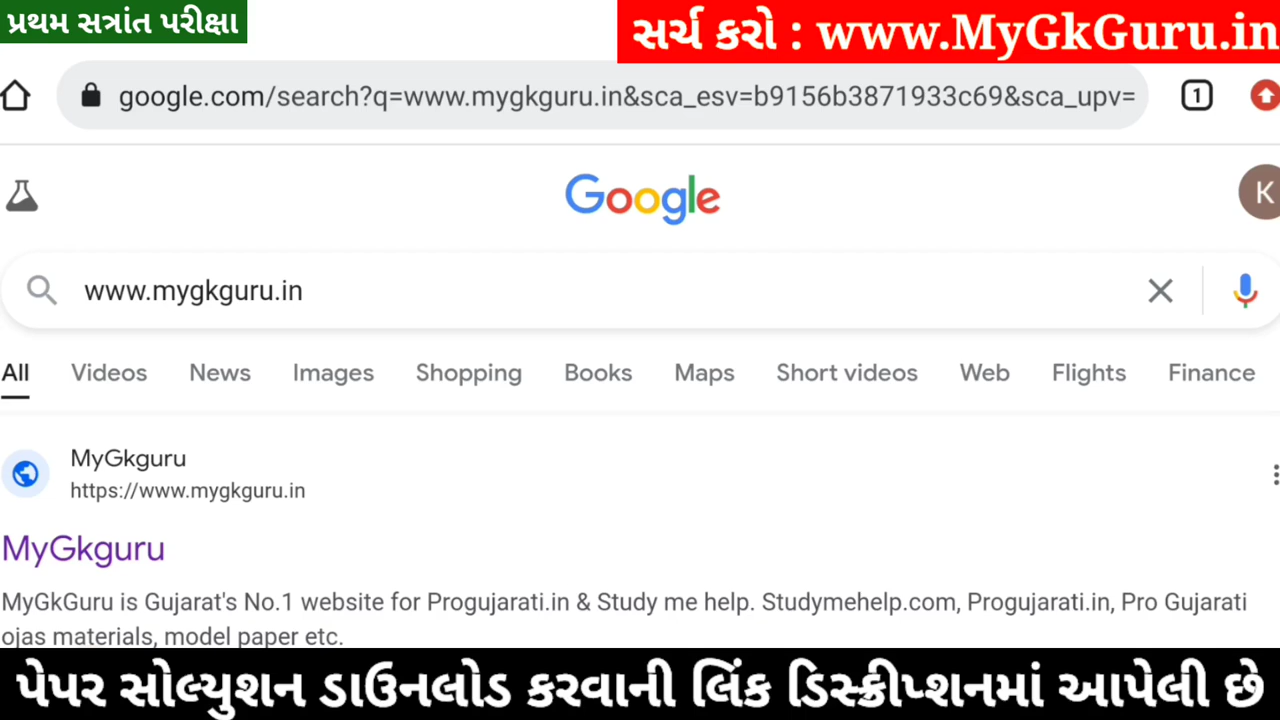 પ્રથમ સત્રાંત પરીક્ષા
સર્ચ કરો : www.MyGkGuru.in
google.com/search?q=www.mygkguru.in&sca_esv=b9156b3871933c69&sca_upv=
1
Google
K
www.mygkguru.in
All Videos News Images Shopping Books Maps Short videos Web Flights Finance
MyGkguru
https://www.mygkguru.in
MyGkguru
MyGkGuru is Gujarat's No.1 website for Progujarati.in & Study me help. Studymehelp.com, Progujarati.in, Pro Gujarati
ojas materials, model paper etc.
પેપર સોલ્યુશન ડાઉનલોડ કરવાની લિંક ડિસ્ક્રીપ્શનમાં આપેલી છે